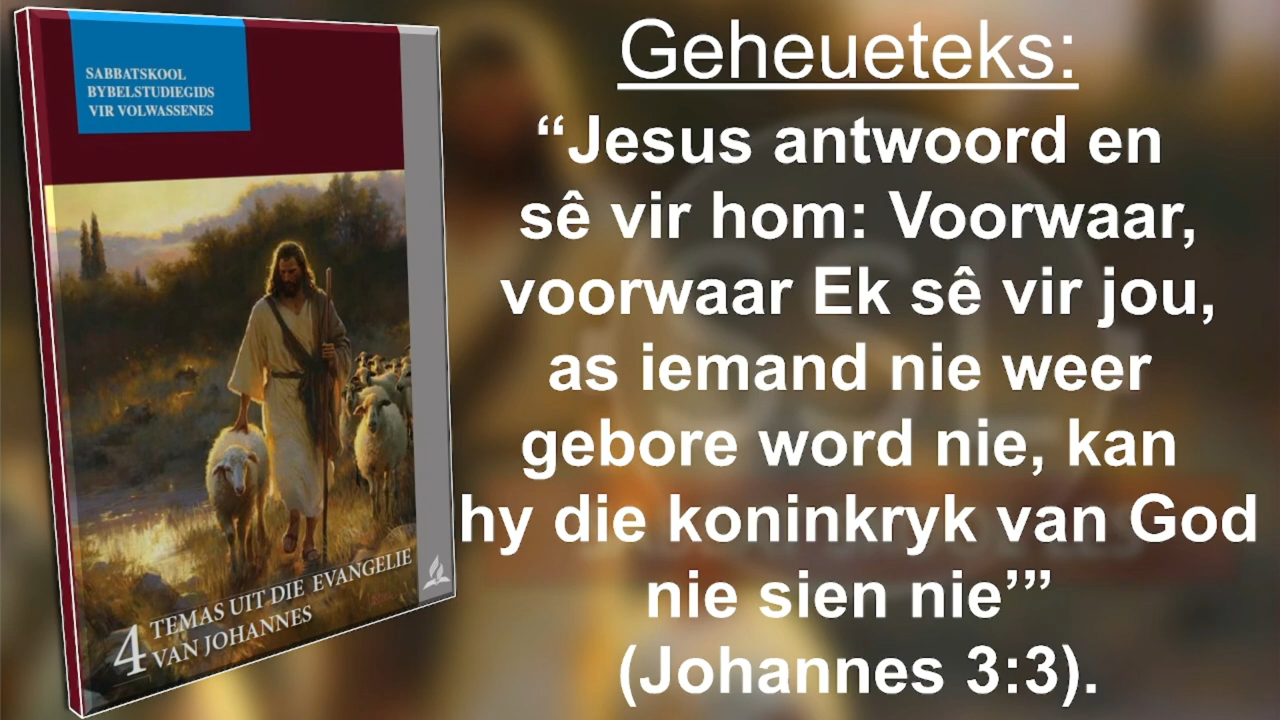 SABBATSKOOL
BYBELSTUDIEGIDS
VIR VOLWASSENES
4 TEMAS UIT DIE EVANGELIE
VAN JOHANNES
Geheueteks:
“Jesus antwoord en
sê vir hom: Voorwaar,
voorwaar Ek sê vir jou,
as iemand nie weer
gebore word nie, kan
hy die koninkryk van God
nie sien nie’”
(Johannes 3:3).